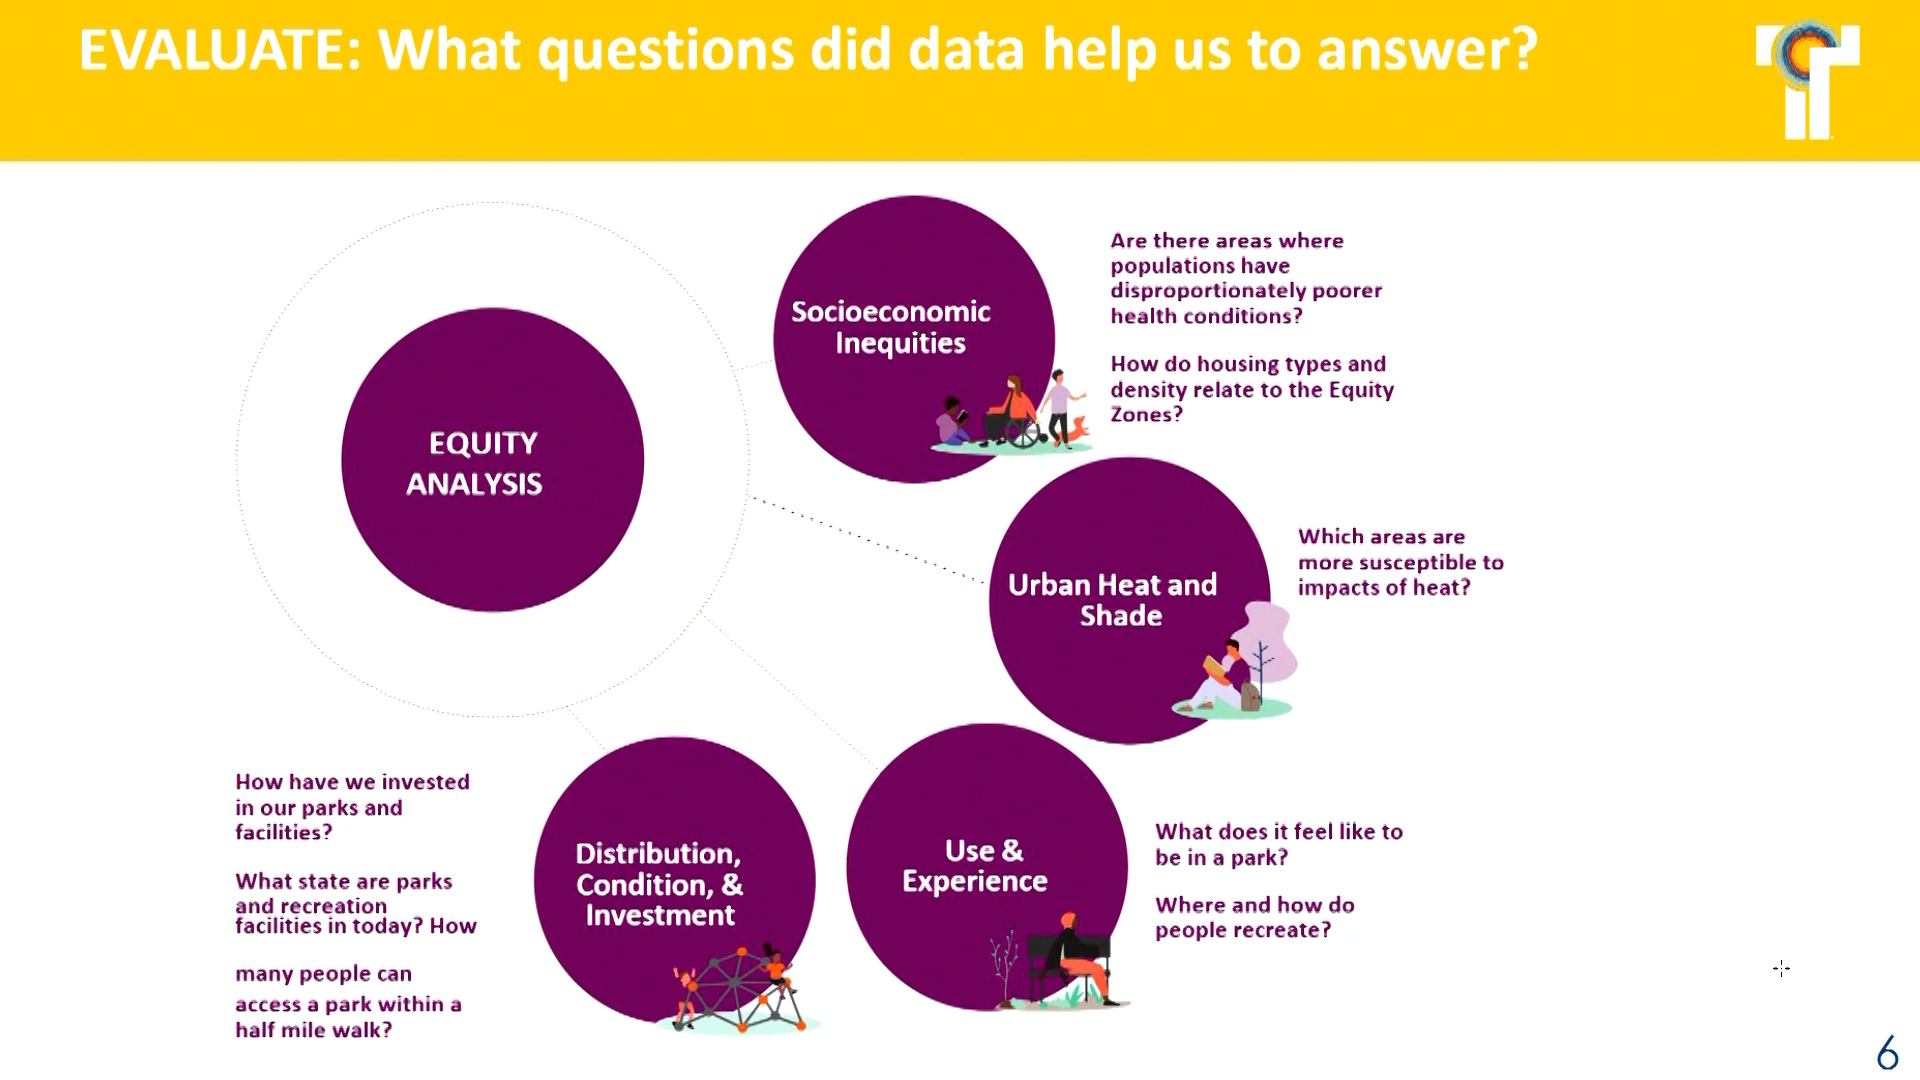 EVALUATE: What questions did data help us to answer?
EQUITY
ANALYSIS
Socioeconomic
Inequities
Are there areas where
populations have
disproportionately poorer
health conditions?
How do housing types and
density relate to the Equity
Zones?
Urban Heat and
Shade
Which areas are
more susceptible to
impacts of heat?
Use &
Experience
What does it feel like to
be in a park?
Where and how do
people recreate?
Distribution,
Condition, &
Investment
How have we invested
in our parks and
facilities?
What state are parks
and recreation
facilities in today? How
many people can
access a park within a
half mile walk?
6